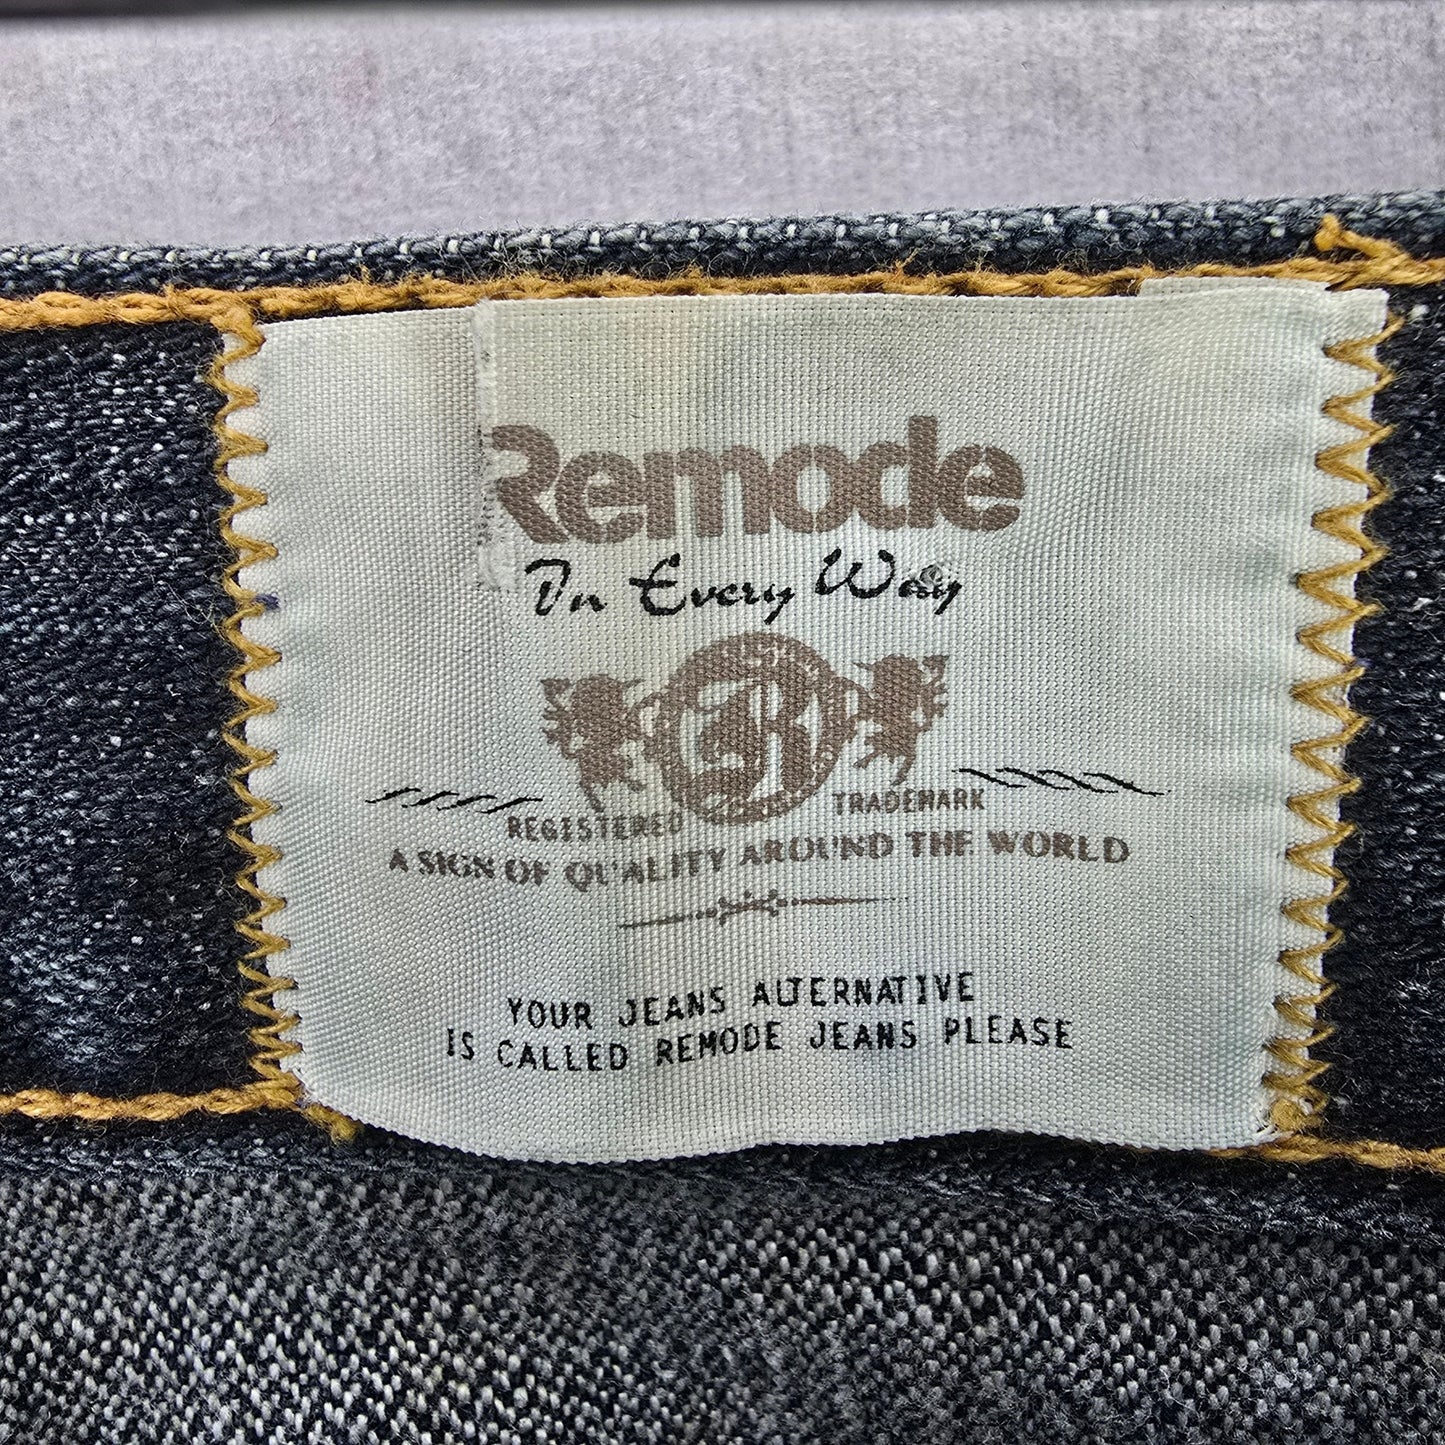 Remode
In Every Way
R
REGISTERED TRADEMARK
A SIGN OF QUALITY AROUND THE WORLD
YOUR JEANS ALTERNATIVE
IS CALLED REMODE JEANS PLEASE